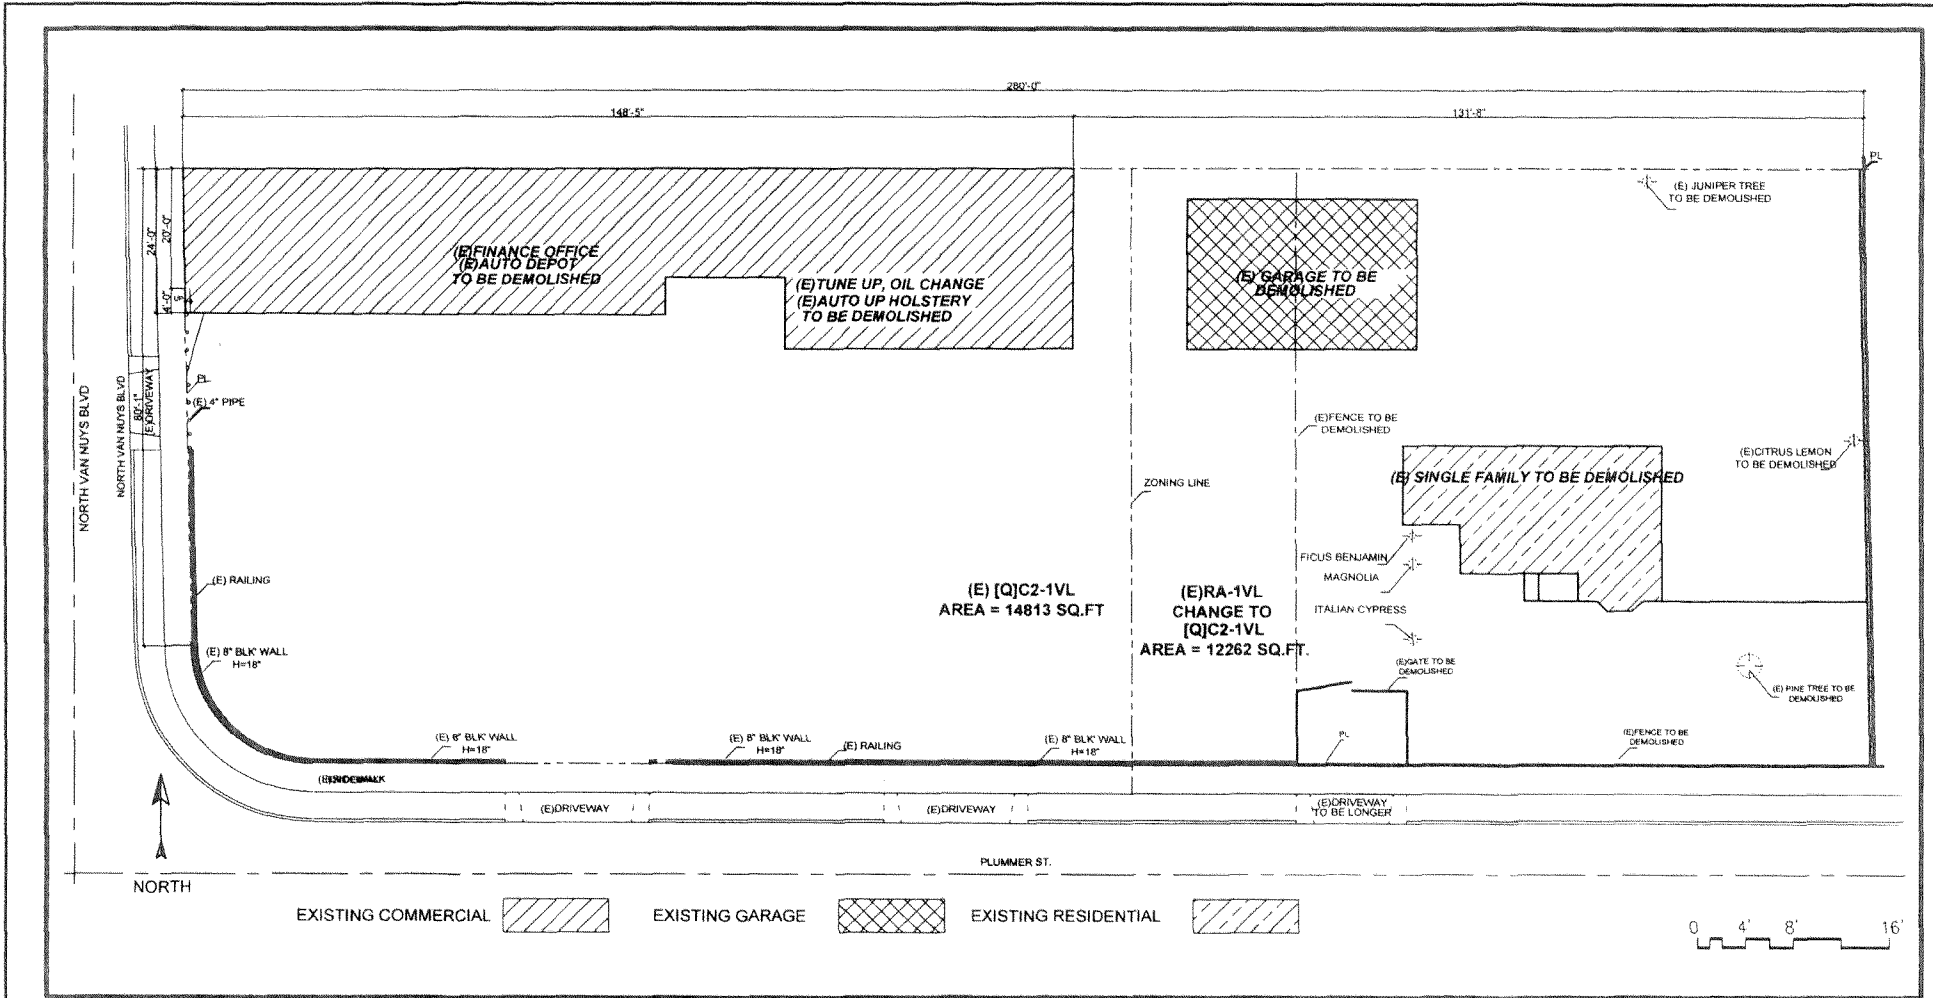 280'-0"
148'-5"
131'-8"
PL
(E) JUNIPER TREE
TO BE DEMOLISHED
24'-0"
20'-0"
4'-0"
(E)FINANCE OFFICE
(E)AUTO DEPOT
TO BE DEMOLISHED
(E)TUNE UP, OIL CHANGE
(E)AUTO UP HOLSTERY
TO BE DEMOLISHED
(E) GARAGE TO BE
DEMOLISHED
NORTH VAN NUYS BLVD
NORTH VAN NUYS BLVD
80'-1"
(E)DRIVEWAY
PL
(E) 4" PIPE
(E)FENCE TO BE
DEMOLISHED
(E)CITRUS LEMON
TO BE DEMOLISHED
(E) SINGLE FAMILY TO BE DEMOLISHED
ZONING LINE
FICUS BENJAMIN
MAGNOLIA
ITALIAN CYPRESS
(E) RAILING
(E) [Q]C2-1VL
AREA = 14813 SQ.FT
(E)RA-1VL
CHANGE TO
[Q]C2-1VL
AREA = 12262 SQ.FT.
(E) 8" BLK' WALL
H=18"
(E)GATE TO BE
DEMOLISHED
(E) PINE TREE TO BE
DEMOLISHED
(E) 8" BLK' WALL
H=18"
(E) 8" BLK' WALL
H=18"
(E) RAILING
(E) 8" BLK' WALL
H=18"
PL
(E)FENCE TO BE
DEMOLISHED
(E)SIDEWALK
(E)DRIVEWAY
(E)DRIVEWAY
(E)DRIVEWAY
TO BE LONGER
PLUMMER ST.
NORTH
EXISTING COMMERCIAL
EXISTING GARAGE
EXISTING RESIDENTIAL
0 4' 8' 16'